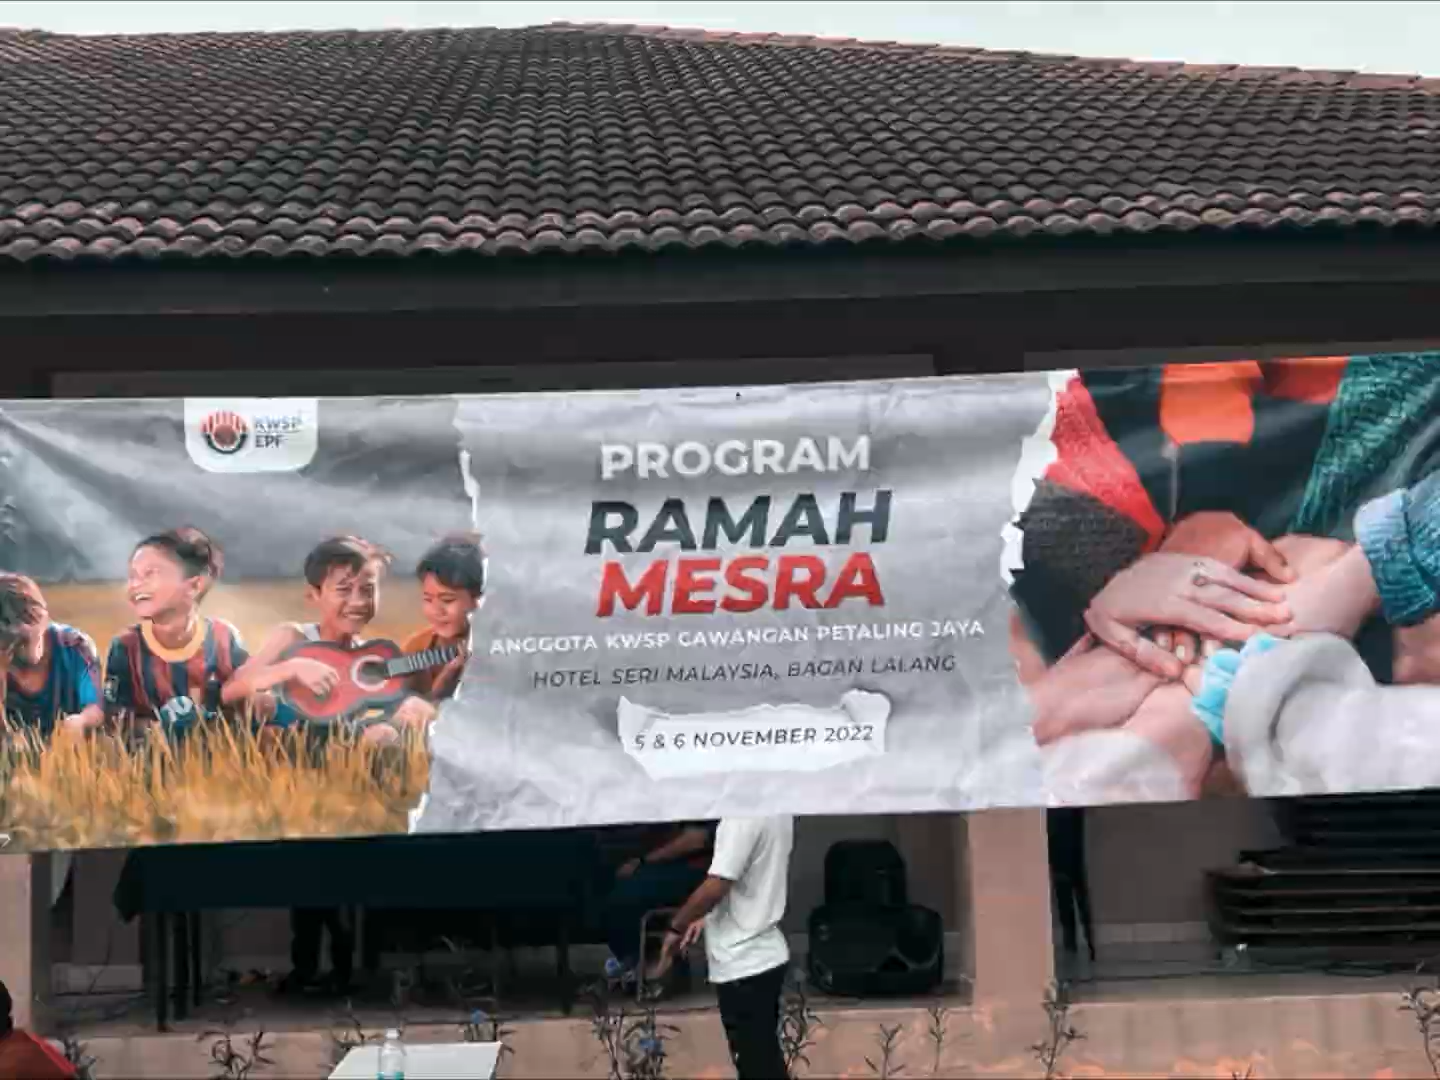 KWSP
EPF
PROGRAM
RAMAH
MESRA
ANGGOTA KWSP CAWANGAN PETALING JAYA
HOTEL SERI MALAYSIA, BAGAN LALANG
5 & 6 NOVEMBER 2022